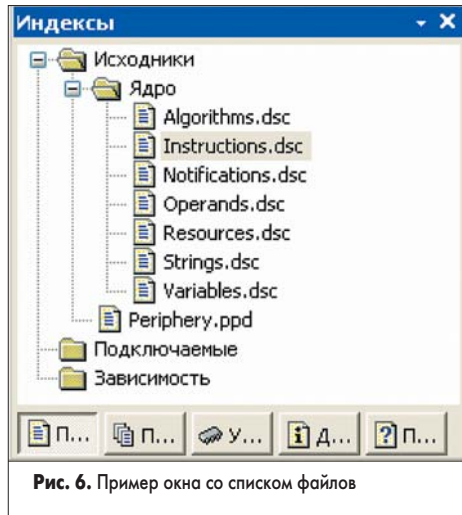 Индексы
Исходники
Ядро
Algorithms.dsc
Instructions.dsc
Notifications.dsc
Operands.dsc
Resources.dsc
Strings.dsc
Variables.dsc
Periphery.ppd
Подключаемые
Зависимость
П... П... У... Д... П...
Рис. 6. Пример окна со списком файлов